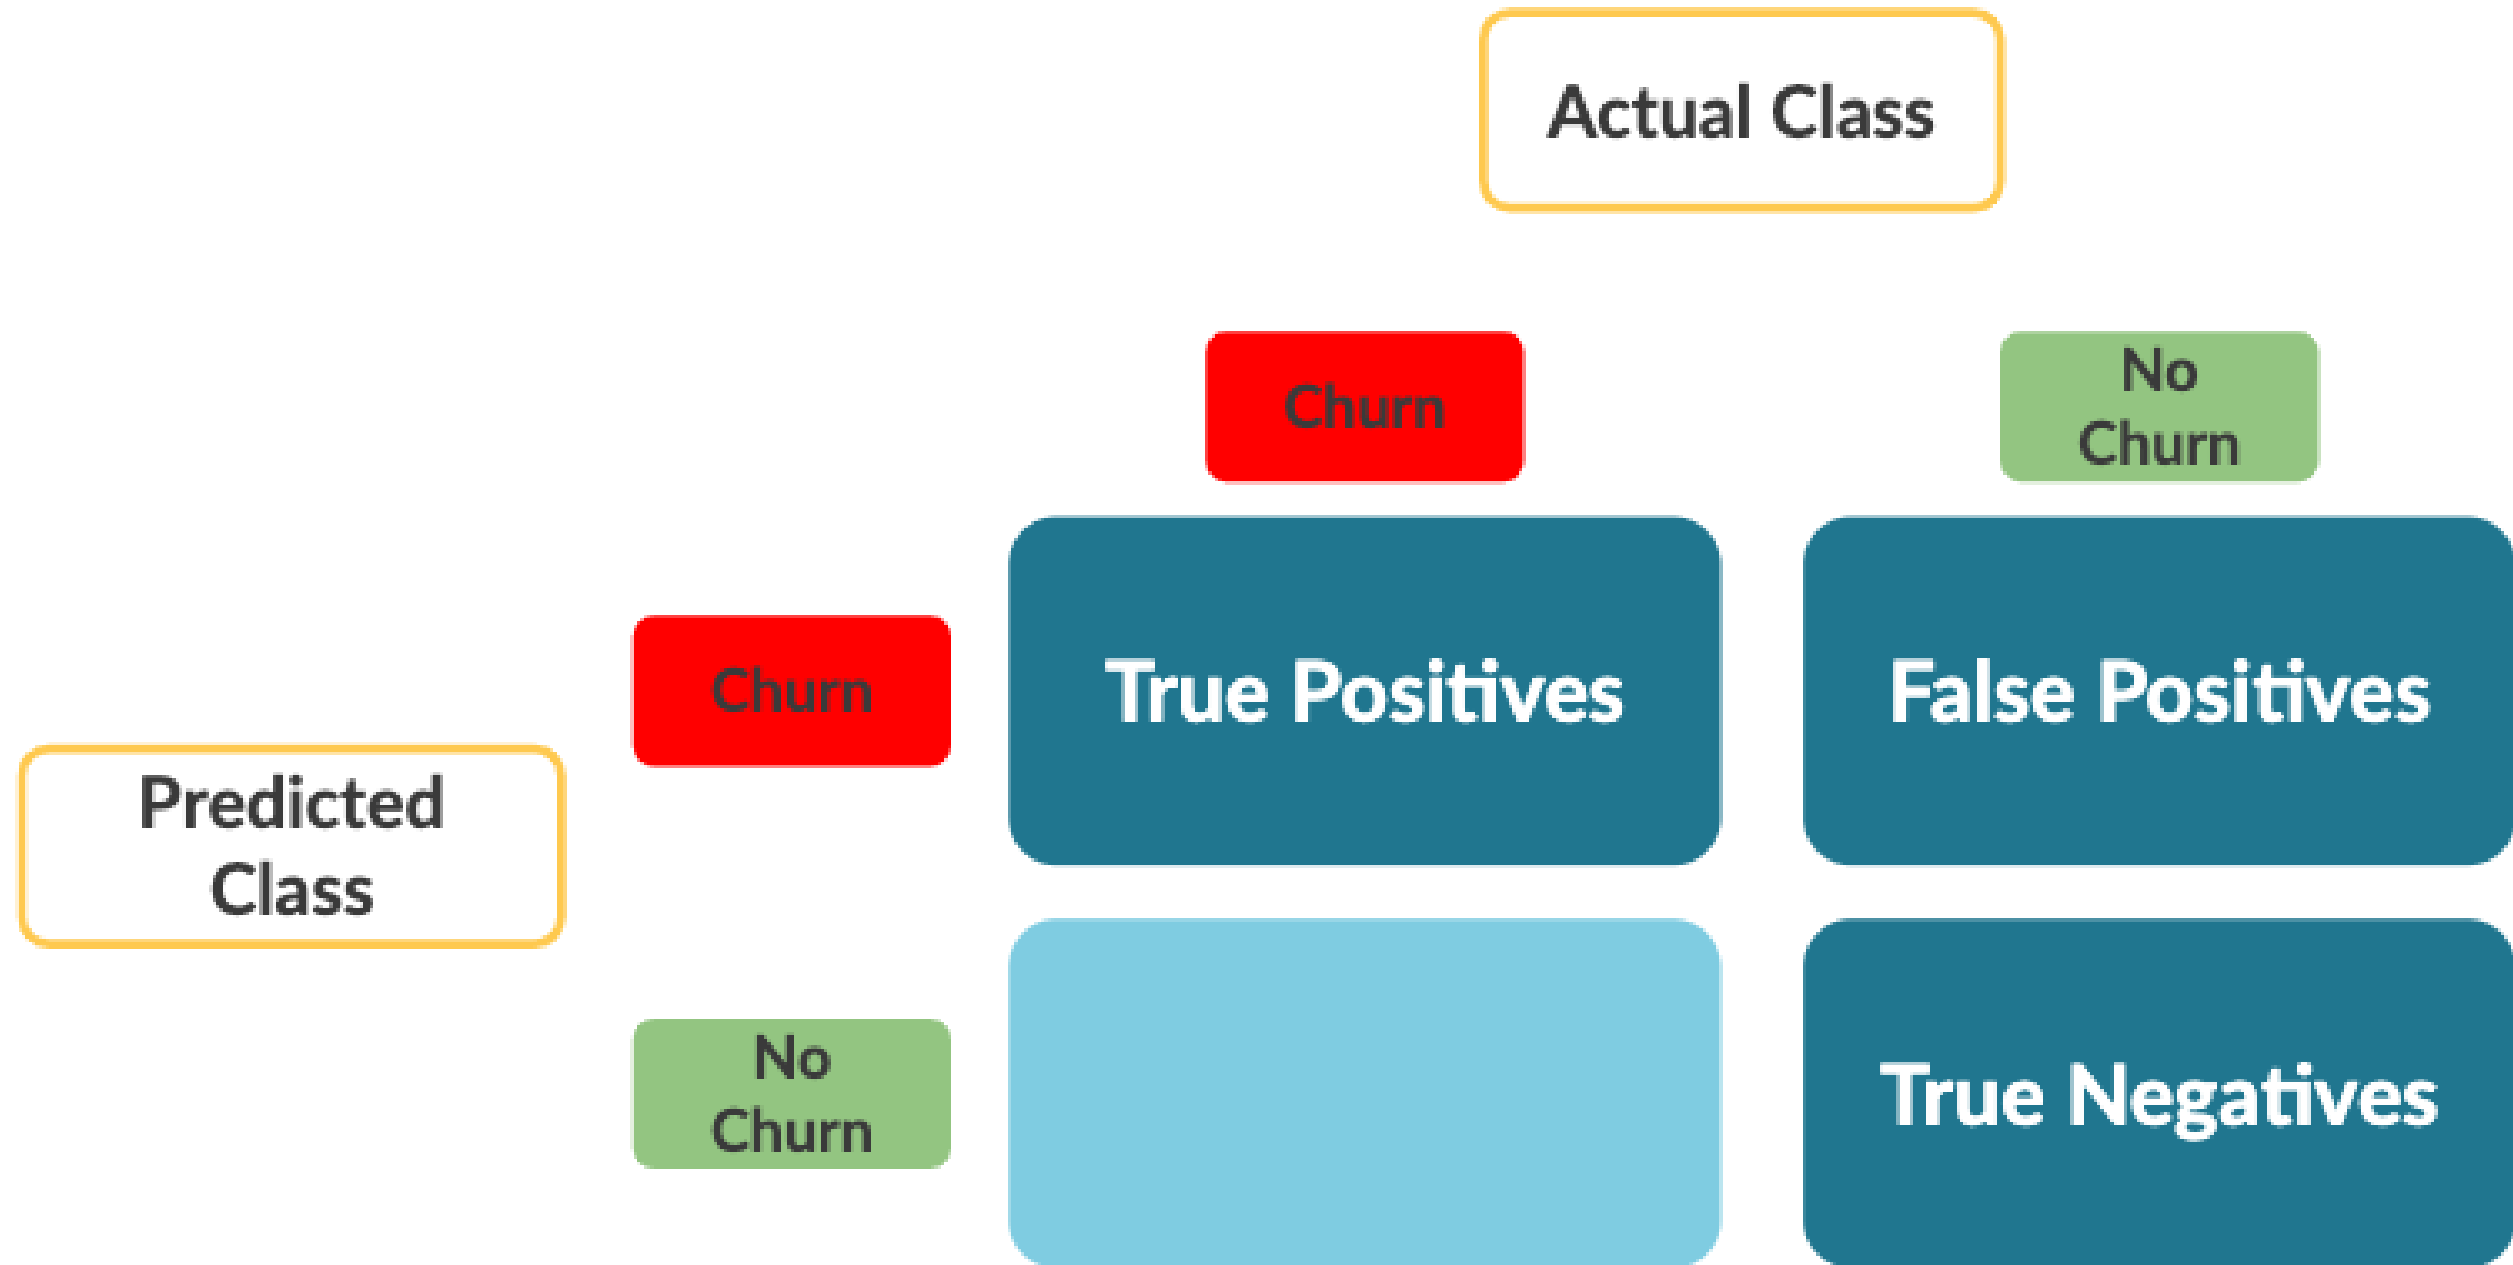 Actual Class
Churn
No
Churn
Churn
True Positives
False Positives
Predicted
Class
No
Churn
True Negatives